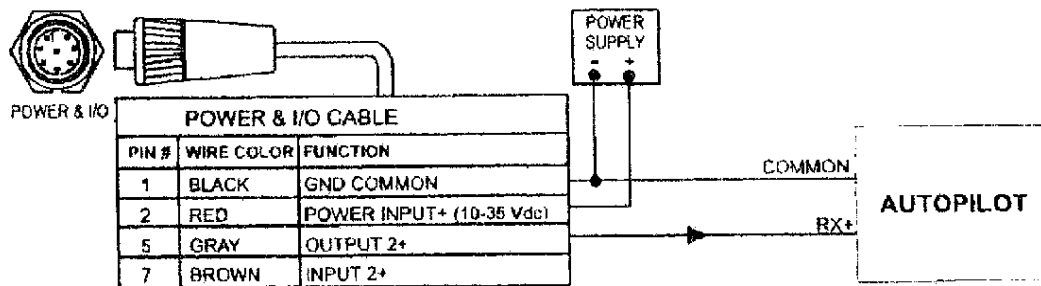 POWER
SUPPLY
- +
POWER & I/O
POWER & I/O CABLE
PIN # WIRE COLOR FUNCTION
1 BLACK GND COMMON
2 RED POWER INPUT+ (10-35 Vdc)
5 GRAY OUTPUT 2+
7 BROWN INPUT 2+
COMMON
RX+
AUTOPILOT